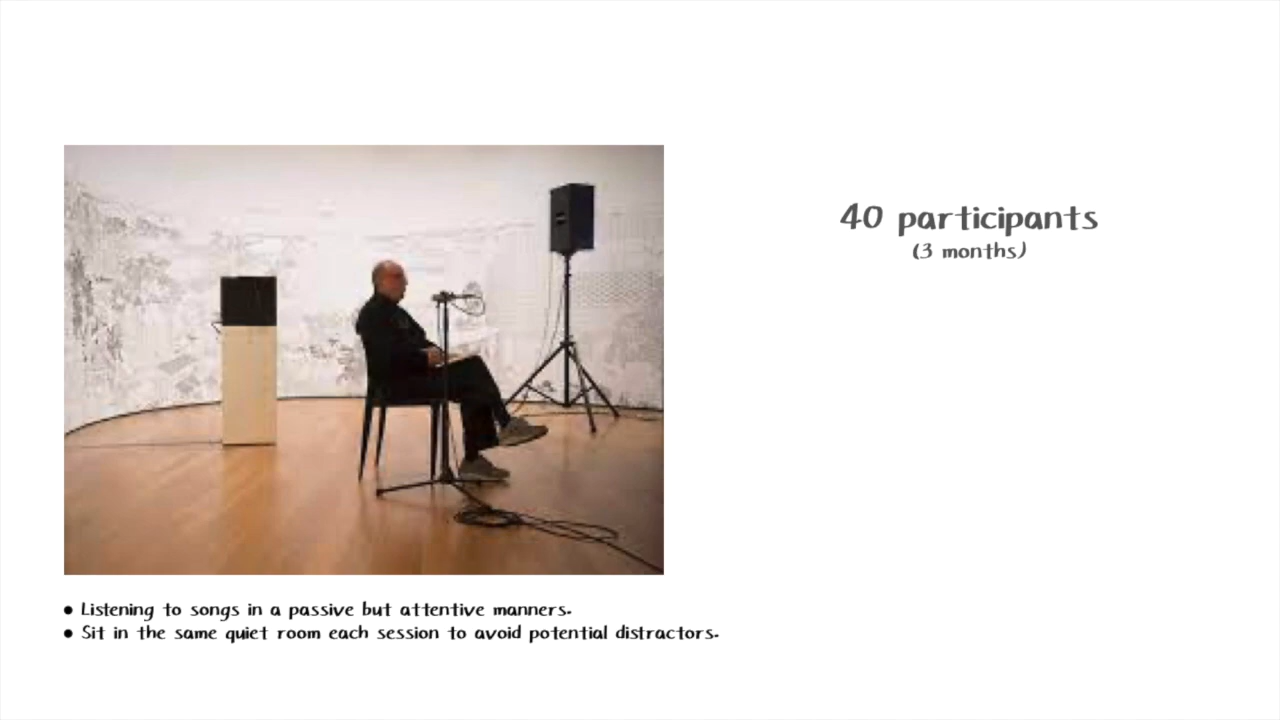 40 participants
(3 months)
• Listening to songs in a passive but attentive manners.
• Sit in the same quiet room each session to avoid potential distractors.